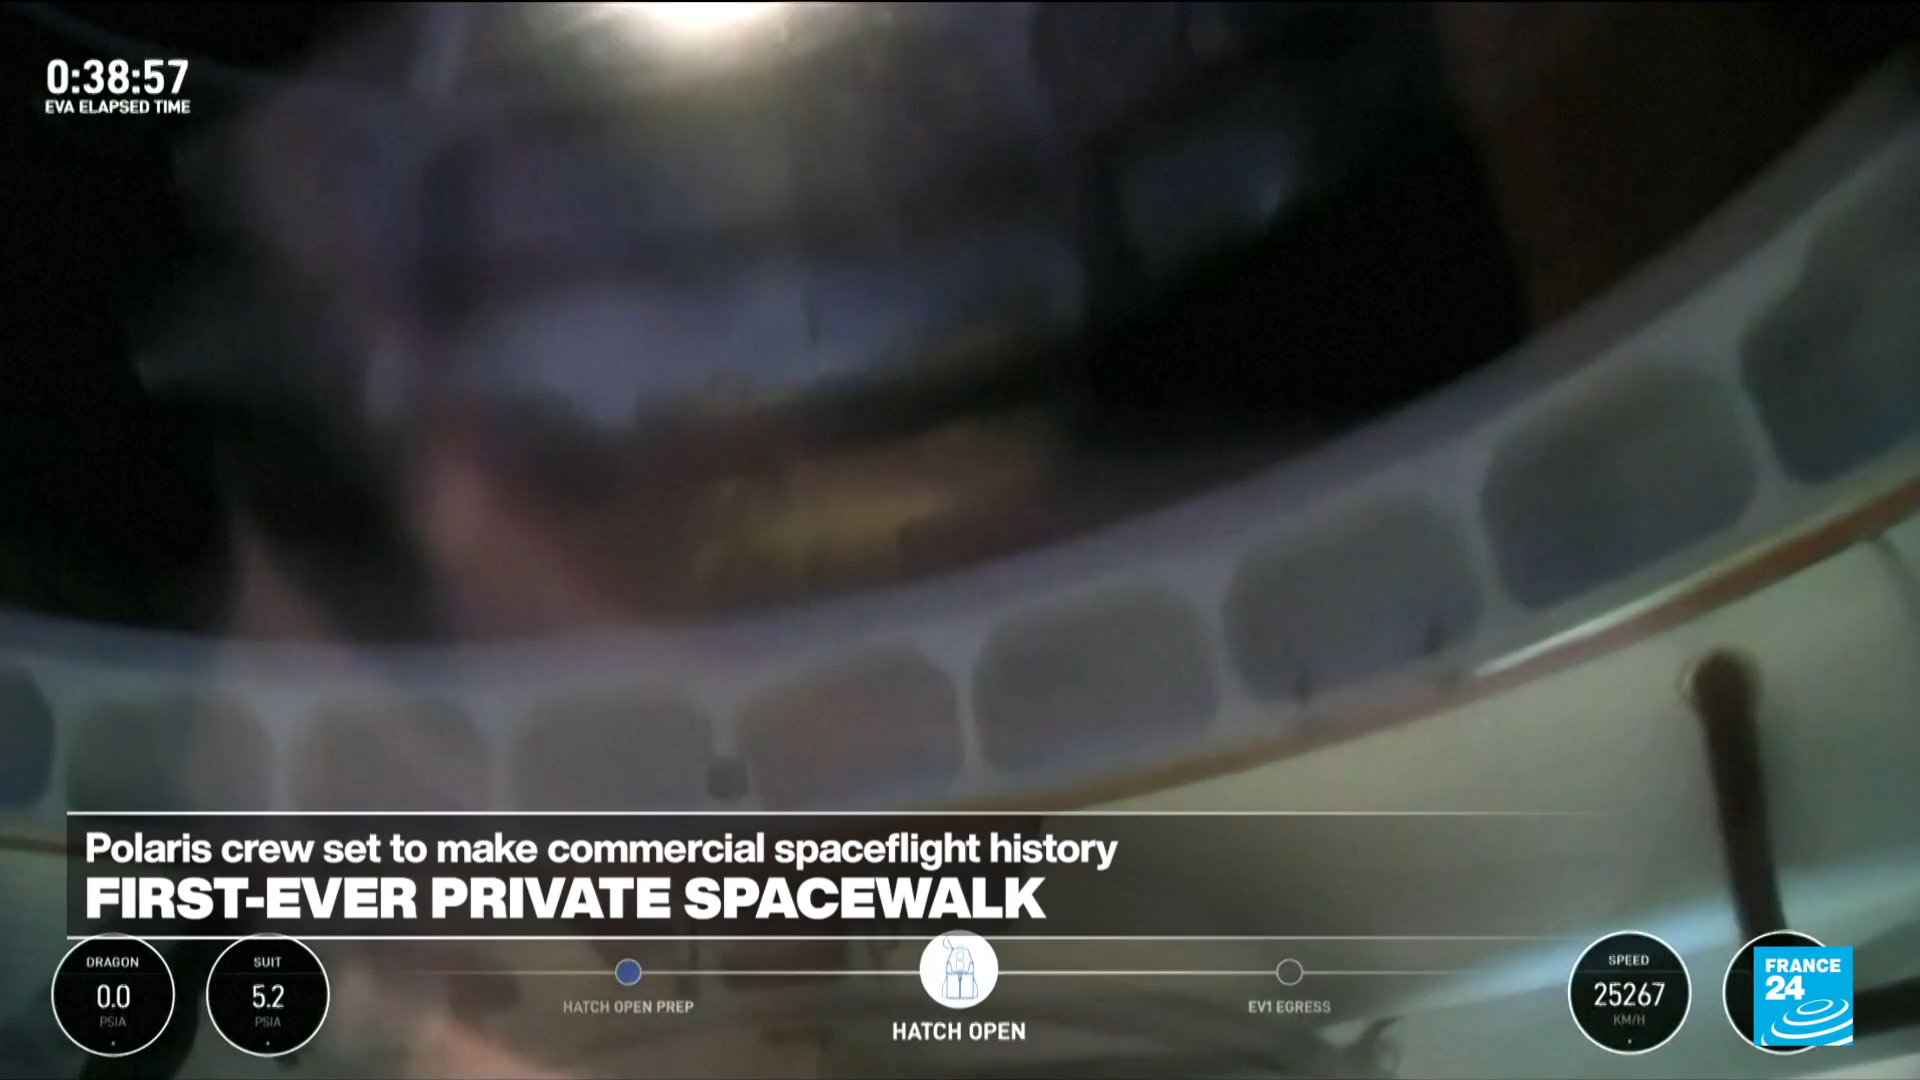 0:38:57
EVA ELAPSED TIME
Polaris crew set to make commercial spaceflight history
FIRST-EVER PRIVATE SPACEWALK
DRAGON
0.0
PSIA
SUIT
5.2
PSIA
HATCH OPEN PREP
HATCH OPEN
EV1 EGRESS
SPEED
25267
KM/H
FRANCE
24